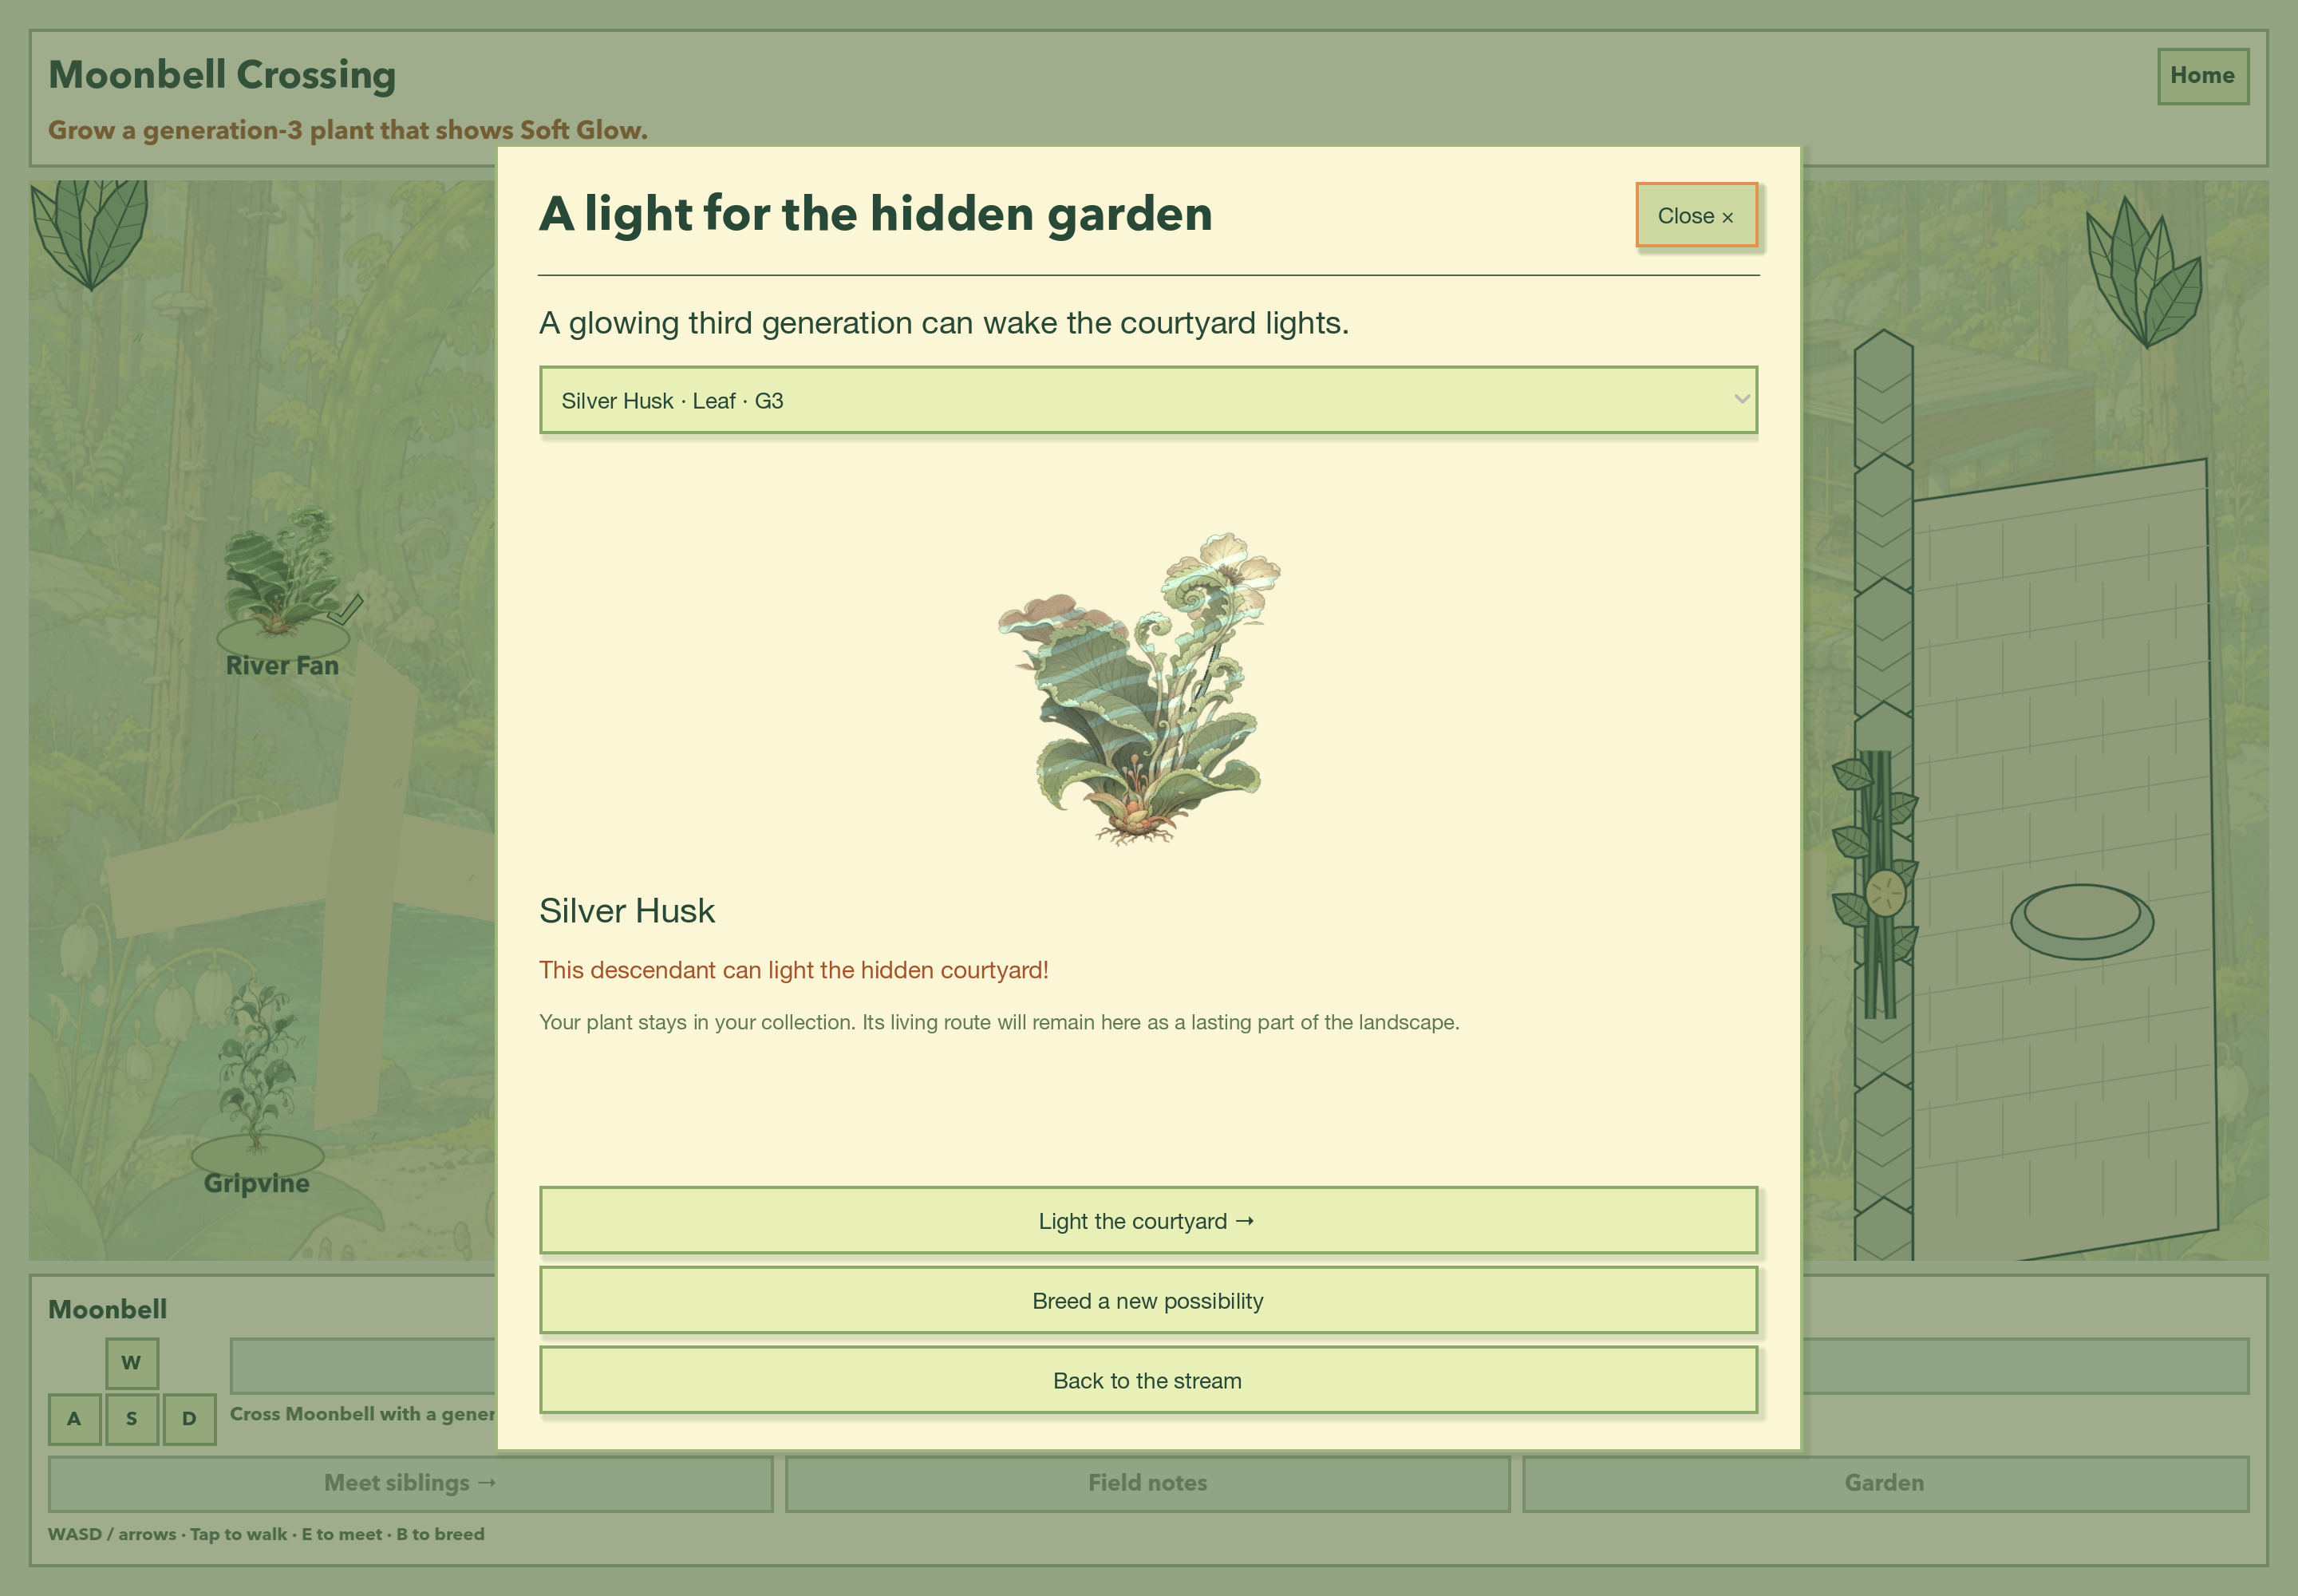 Moonbell Crossing
Home
Grow a generation-3 plant that shows Soft Glow.
A light for the hidden garden
Close ×
A glowing third generation can wake the courtyard lights.
Silver Husk · Leaf · G3
River Fan
Silver Husk
This descendant can light the hidden courtyard!
Your plant stays in your collection. Its living route will remain here as a lasting part of the landscape.
Gripvine
Light the courtyard →
Breed a new possibility
Back to the stream
Moonbell
W
A S D
Cross Moonbell with a gener
Meet siblings →
Field notes
Garden
WASD / arrows · Tap to walk · E to meet · B to breed